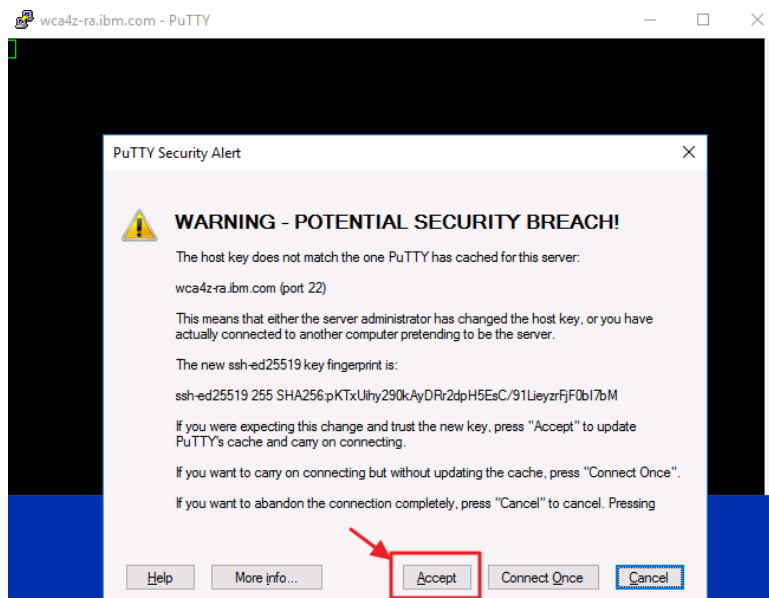 wca4z-ra.ibm.com - PuTTY
PuTTY Security Alert
WARNING - POTENTIAL SECURITY BREACH!
The host key does not match the one PuTTY has cached for this server:
wca4z-ra.ibm.com (port 22)
This means that either the server administrator has changed the host key, or you have
actually connected to another computer pretending to be the server.
The new ssh-ed25519 key fingerprint is:
ssh-ed25519 255 SHA256:pKTxUihy290kAyDRr2dpH5EsC/91LieyzrFjF0bI7bM
If you were expecting this change and trust the new key, press "Accept" to update
PuTTY's cache and carry on connecting.
If you want to carry on connecting but without updating the cache, press "Connect Once".
If you want to abandon the connection completely, press "Cancel" to cancel. Pressing
Help More info... Accept Connect Once Cancel